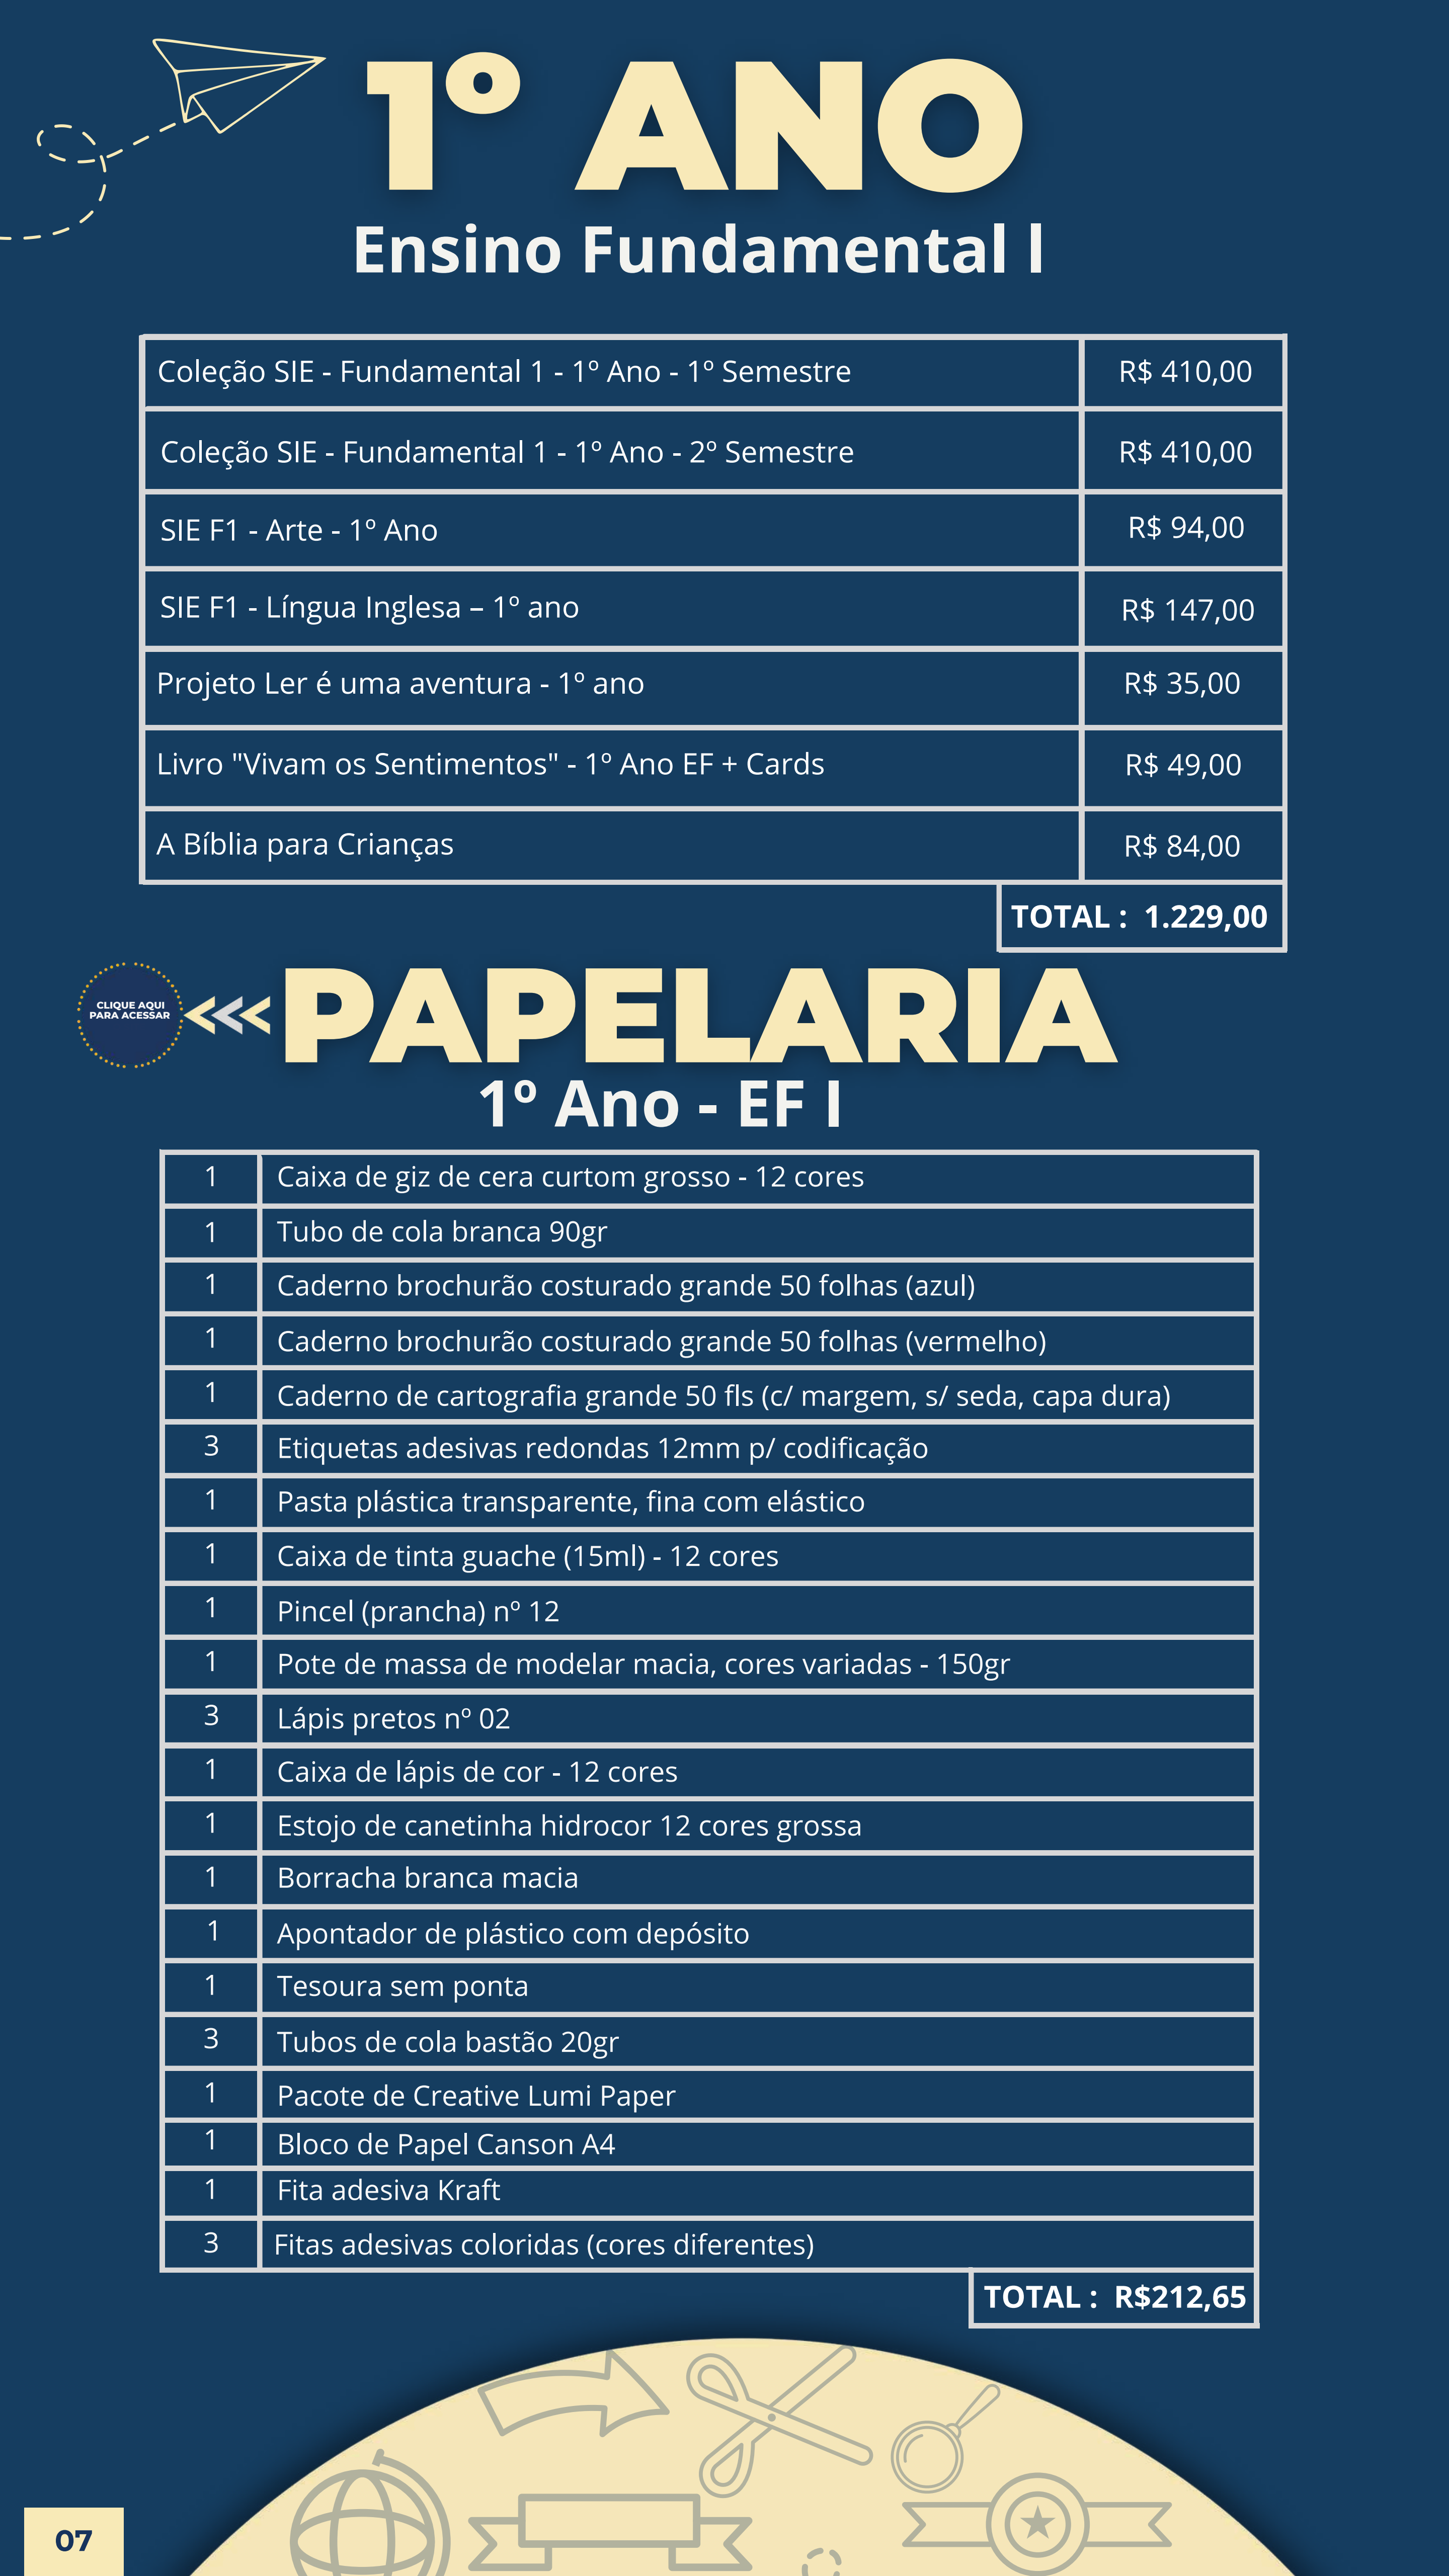 1º ANO
Ensino Fundamental l
Coleção SIE - Fundamental 1 - 1º Ano - 1º Semestre R$ 410,00
Coleção SIE - Fundamental 1 - 1º Ano - 2º Semestre R$ 410,00
SIE F1 - Arte - 1º Ano R$ 94,00
SIE F1 - Língua Inglesa – 1º ano R$ 147,00
Projeto Ler é uma aventura - 1º ano R$ 35,00
Livro "Vivam os Sentimentos" - 1º Ano EF + Cards R$ 49,00
A Bíblia para Crianças R$ 84,00
TOTAL : 1.229,00
CLIQUE AQUI
PARA ACESSAR
PAPELARIA
1º Ano - EF I
1 Caixa de giz de cera curtom grosso - 12 cores
1 Tubo de cola branca 90gr
1 Caderno brochurão costurado grande 50 folhas (azul)
1 Caderno brochurão costurado grande 50 folhas (vermelho)
1 Caderno de cartografia grande 50 fls (c/ margem, s/ seda, capa dura)
3 Etiquetas adesivas redondas 12mm p/ codificação
1 Pasta plástica transparente, fina com elástico
1 Caixa de tinta guache (15ml) - 12 cores
1 Pincel (prancha) nº 12
1 Pote de massa de modelar macia, cores variadas - 150gr
3 Lápis pretos nº 02
1 Caixa de lápis de cor - 12 cores
1 Estojo de canetinha hidrocor 12 cores grossa
1 Borracha branca macia
1 Apontador de plástico com depósito
1 Tesoura sem ponta
3 Tubos de cola bastão 20gr
1 Pacote de Creative Lumi Paper
1 Bloco de Papel Canson A4
1 Fita adesiva Kraft
3 Fitas adesivas coloridas (cores diferentes)
TOTAL : R$212,65
07